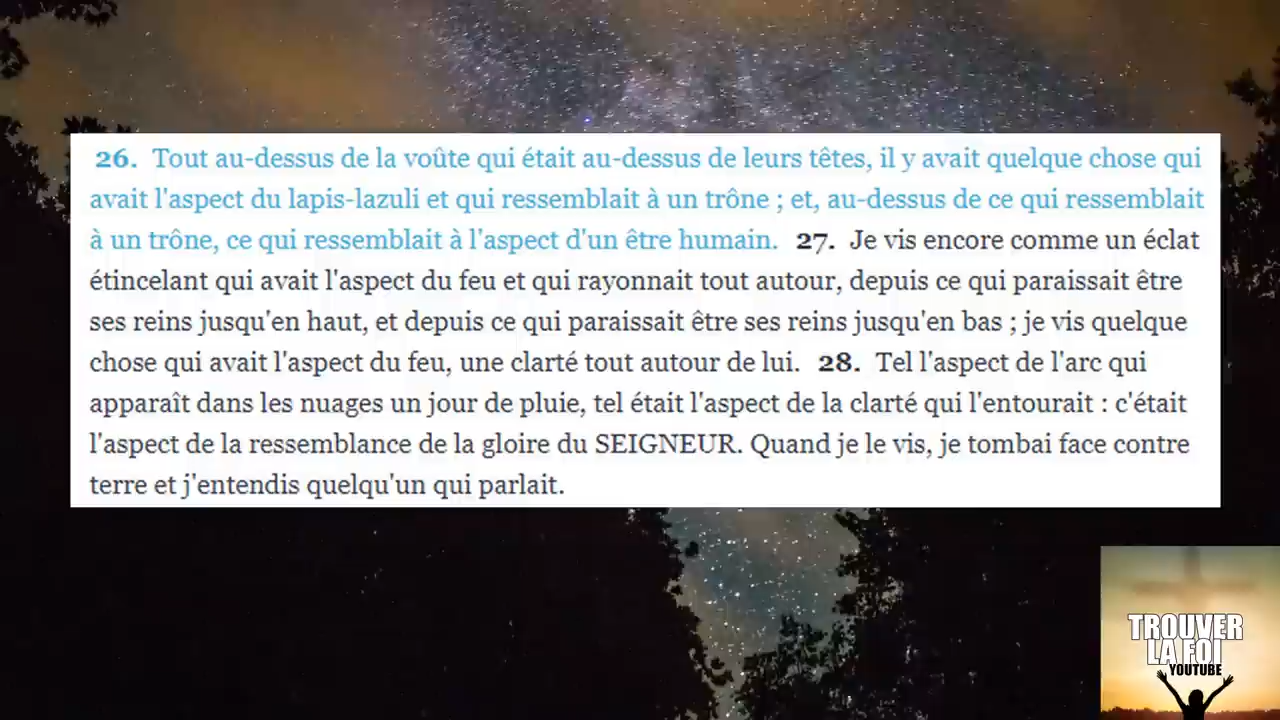 26. Tout au-dessus de la voûte qui était au-dessus de leurs têtes, il y avait quelque chose qui
avait l'aspect du lapis-lazuli et qui ressemblait à un trône ; et, au-dessus de ce qui ressemblait
à un trône, ce qui ressemblait à l'aspect d'un être humain. 27. Je vis encore comme un éclat
étincelant qui avait l'aspect du feu et qui rayonnait tout autour, depuis ce qui paraissait être
ses reins jusqu'en haut, et depuis ce qui paraissait être ses reins jusqu'en bas ; je vis quelque
chose qui avait l'aspect du feu, une clarté tout autour de lui. 28. Tel l'aspect de l'arc qui
apparaît dans les nuages un jour de pluie, tel était l'aspect de la clarté qui l'entourait : c'était
l'aspect de la ressemblance de la gloire du SEIGNEUR. Quand je le vis, je tombai face contre
terre et j'entendis quelqu'un qui parlait.
TROUVER
LA FOI
YOUTUBE